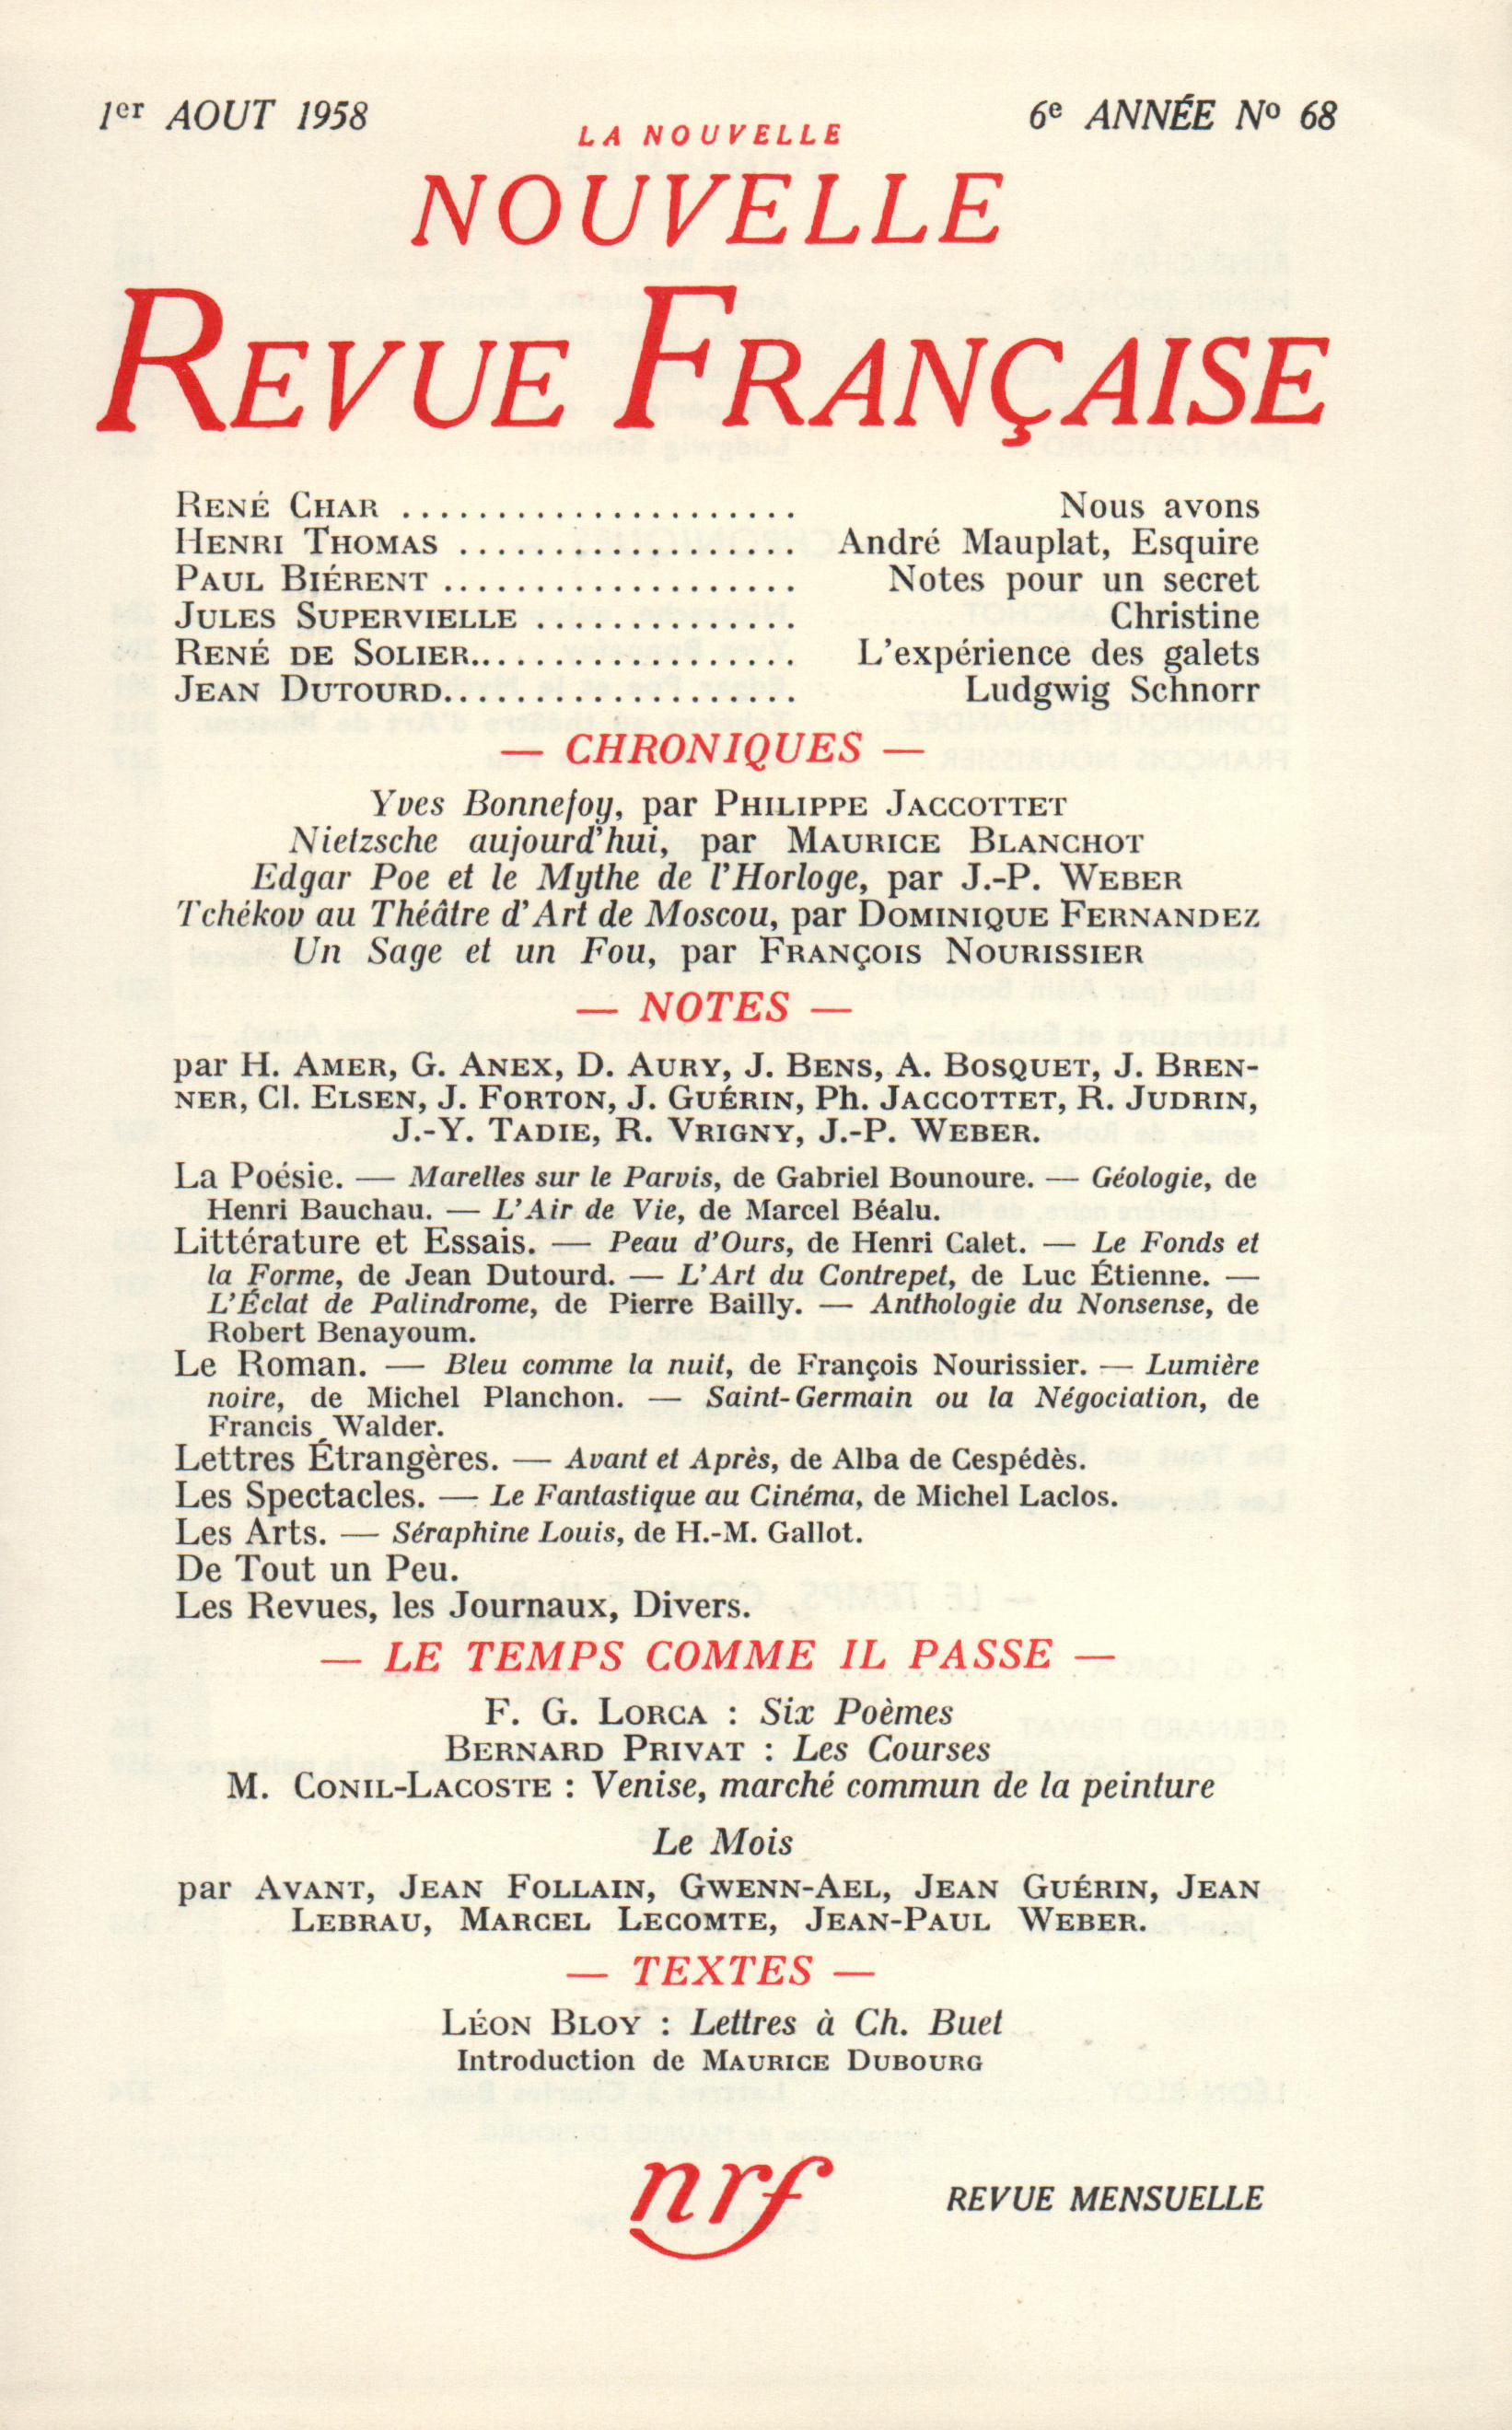 1er AOUT 1958
6e ANNÉE No 68
LA NOUVELLE
NOUVELLE
REVUE FRANÇAISE
RENÉ CHAR ..................... Nous avons
HENRI THOMAS .................. André Mauplat, Esquire
PAUL BIÉRENT ................... Notes pour un secret
JULES SUPERVIELLE .............. Christine
RENÉ DE SOLIER.................. L'expérience des galets
JEAN DUTOURD................... Ludgwig Schnorr
— CHRONIQUES —
Yves Bonnefoy, par PHILIPPE JACCOTTET
Nietzsche aujourd'hui, par MAURICE BLANCHOT
Edgar Poe et le Mythe de l'Horloge, par J.-P. WEBER
Tchékov au Théâtre d'Art de Moscou, par DOMINIQUE FERNANDEZ
Un Sage et un Fou, par FRANÇOIS NOURISSIER
— NOTES —
par H. AMER, G. ANEX, D. AURY, J. BENS, A. BOSQUET, J. BREN-
NER, Cl. ELSEN, J. FORTON, J. GUÉRIN, Ph. JACCOTTET, R. JUDRIN,
J.-Y. TADIE, R. VRIGNY, J.-P. WEBER.
La Poésie. — Marelles sur le Parvis, de Gabriel Bounoure. — Géologie, de
Henri Bauchau. — L'Air de Vie, de Marcel Béalu.
Littérature et Essais. — Peau d'Ours, de Henri Calet. — Le Fonds et
la Forme, de Jean Dutourd. — L'Art du Contrepet, de Luc Étienne. —
L'Éclat de Palindrome, de Pierre Bailly. — Anthologie du Nonsense, de
Robert Benayoum.
Le Roman. — Bleu comme la nuit, de François Nourissier. — Lumière
noire, de Michel Planchon. — Saint-Germain ou la Négociation, de
Francis Walder.
Lettres Étrangères. — Avant et Après, de Alba de Cespédès.
Les Spectacles. — Le Fantastique au Cinéma, de Michel Laclos.
Les Arts. — Séraphine Louis, de H.-M. Gallot.
De Tout un Peu.
Les Revues, les Journaux, Divers.
— LE TEMPS COMME IL PASSE —
F. G. LORCA : Six Poèmes
BERNARD PRIVAT : Les Courses
M. CONIL-LACOSTE : Venise, marché commun de la peinture
Le Mois
par AVANT, JEAN FOLLAIN, GWENN-AEL, JEAN GUÉRIN, JEAN
LEBRAU, MARCEL LECOMTE, JEAN-PAUL WEBER.
— TEXTES —
LÉON BLOY : Lettres à Ch. Buet
Introduction de MAURICE DUBOURG
nrf
REVUE MENSUELLE